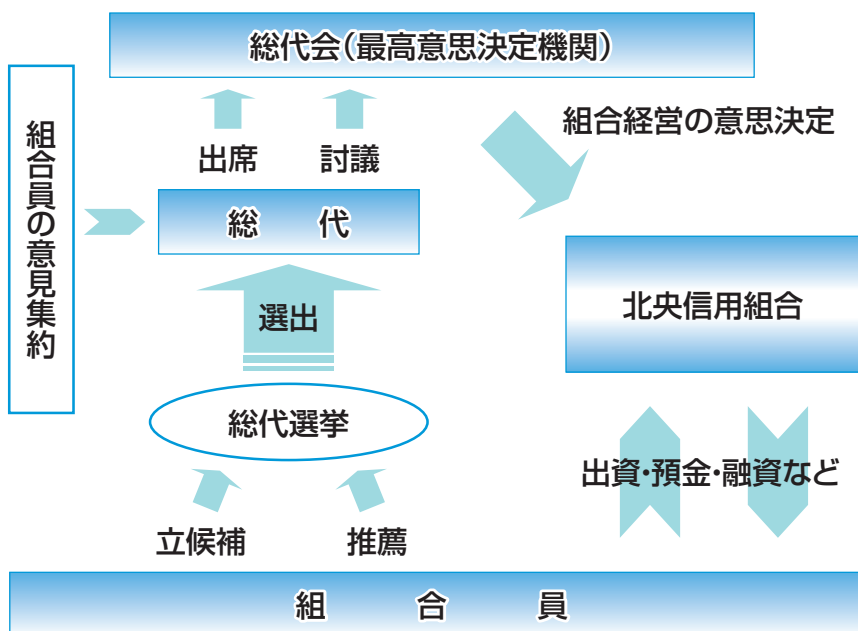 総代会(最高意思決定機関)
組合員の意見集約
組合経営の意思決定
出席
討議
総代
選出
北央信用組合
総代選挙
出資・預金・融資など
立候補
推薦
組合員